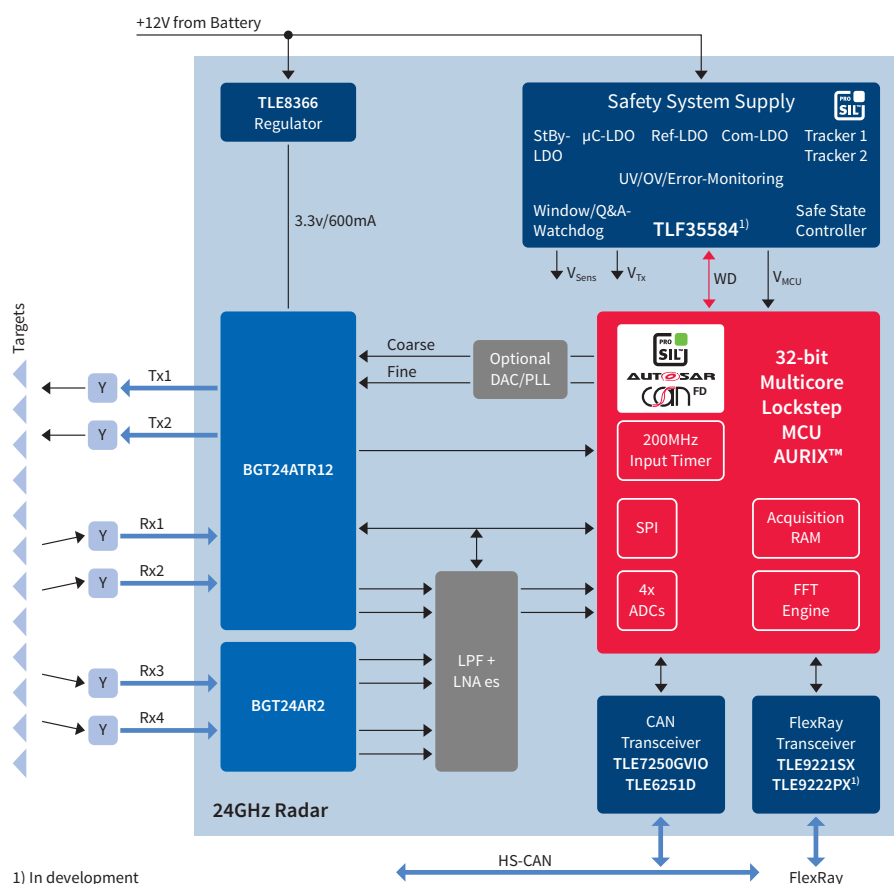 +12V from Battery
TLE8366
Regulator
Safety System Supply
PRO
SIL
StBy-
LDO
µC-LDO
Ref-LDO
Com-LDO
Tracker 1
Tracker 2
UV/OV/Error-Monitoring
Window/Q&A-
Watchdog
TLF355841)
Safe State
Controller
3.3v/600mA
VSens
VTx
WD
VMCU
Targets
Coarse
Fine
Optional
DAC/PLL
PRO
SIL
AUTOSAR
CAN FD
32-bit
Multicore
Lockstep
MCU
AURIX™
Y
Tx1
Y
Tx2
BGT24ATR12
200MHz
Input Timer
Y
Rx1
Y
Rx2
SPI
Acquisition
RAM
4x
ADCs
FFT
Engine
LPF +
LNA es
Y
Rx3
Y
Rx4
BGT24AR2
CAN
Transceiver
TLE7250GVIO
TLE6251D
FlexRay
Transceiver
TLE9221SX
TLE9222PX1)
24GHz Radar
HS-CAN
FlexRay
1) In development